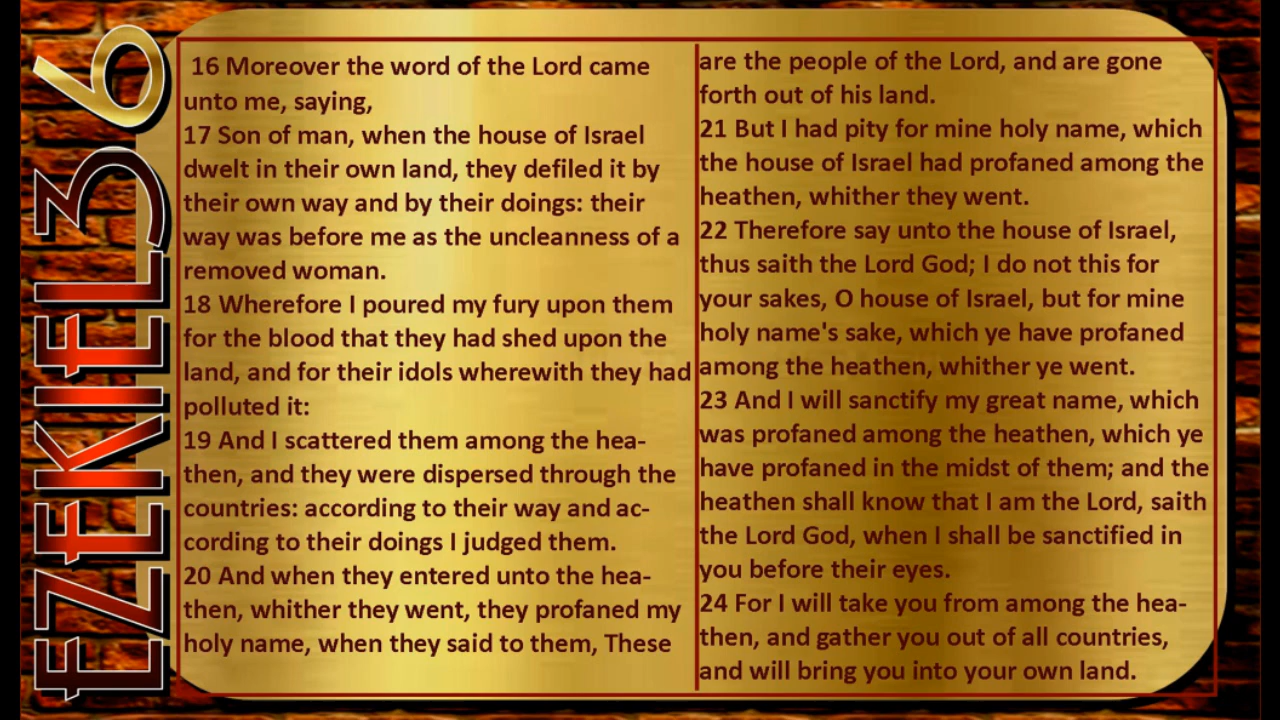 EZEKIEL 36
16 Moreover the word of the Lord came
unto me, saying,
17 Son of man, when the house of Israel
dwelt in their own land, they defiled it by
their own way and by their doings: their
way was before me as the uncleanness of a
removed woman.
18 Wherefore I poured my fury upon them
for the blood that they had shed upon the
land, and for their idols wherewith they had
polluted it:
19 And I scattered them among the hea-
then, and they were dispersed through the
countries: according to their way and ac-
cording to their doings I judged them.
20 And when they entered unto the hea-
then, whither they went, they profaned my
holy name, when they said to them, These
are the people of the Lord, and are gone
forth out of his land.
21 But I had pity for mine holy name, which
the house of Israel had profaned among the
heathen, whither they went.
22 Therefore say unto the house of Israel,
thus saith the Lord God; I do not this for
your sakes, O house of Israel, but for mine
holy name's sake, which ye have profaned
among the heathen, whither ye went.
23 And I will sanctify my great name, which
was profaned among the heathen, which ye
have profaned in the midst of them; and the
heathen shall know that I am the Lord, saith
the Lord God, when I shall be sanctified in
you before their eyes.
24 For I will take you from among the hea-
then, and gather you out of all countries,
and will bring you into your own land.